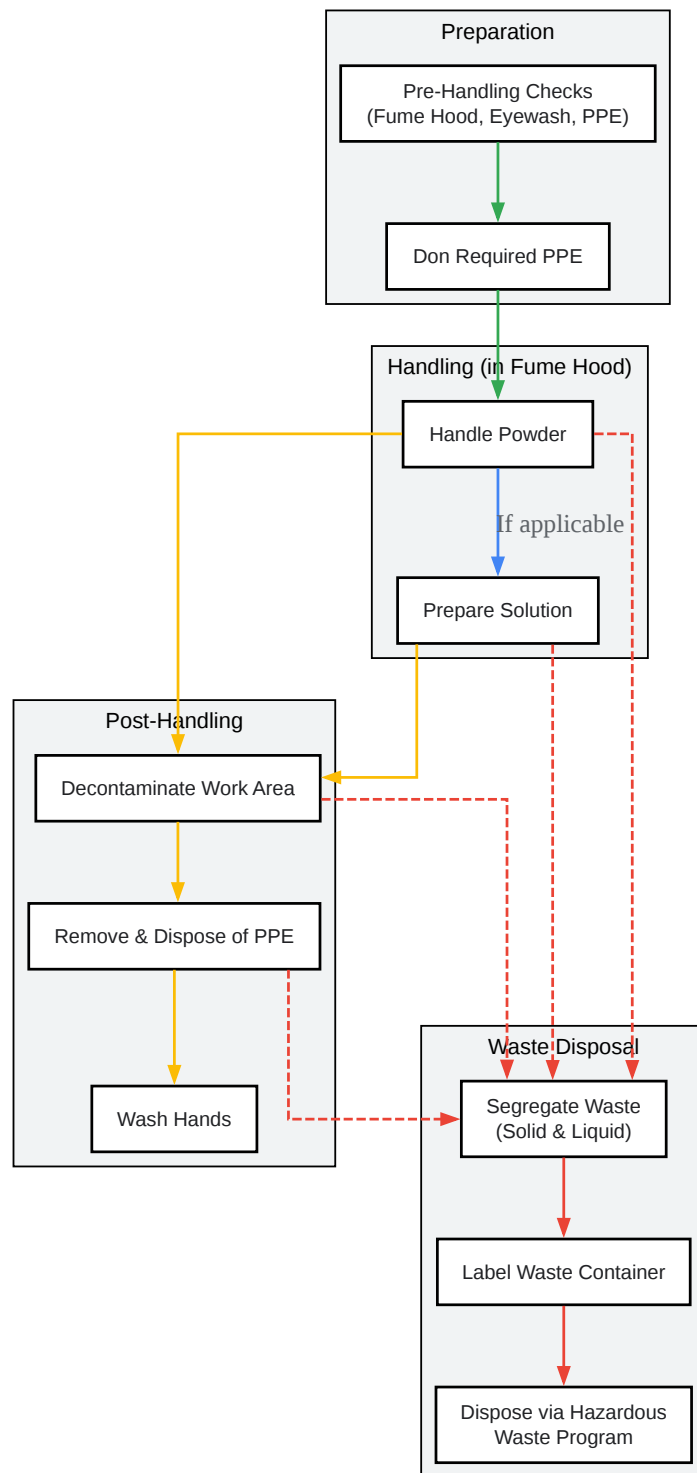 Preparation
Pre-Handling Checks
(Fume Hood, Eyewash, PPE)
Don Required PPE
Handling (in Fume Hood)
Handle Powder
If applicable
Prepare Solution
Post-Handling
Decontaminate Work Area
Remove & Dispose of PPE
Wash Hands
Waste Disposal
Segregate Waste
(Solid & Liquid)
Label Waste Container
Dispose via Hazardous
Waste Program